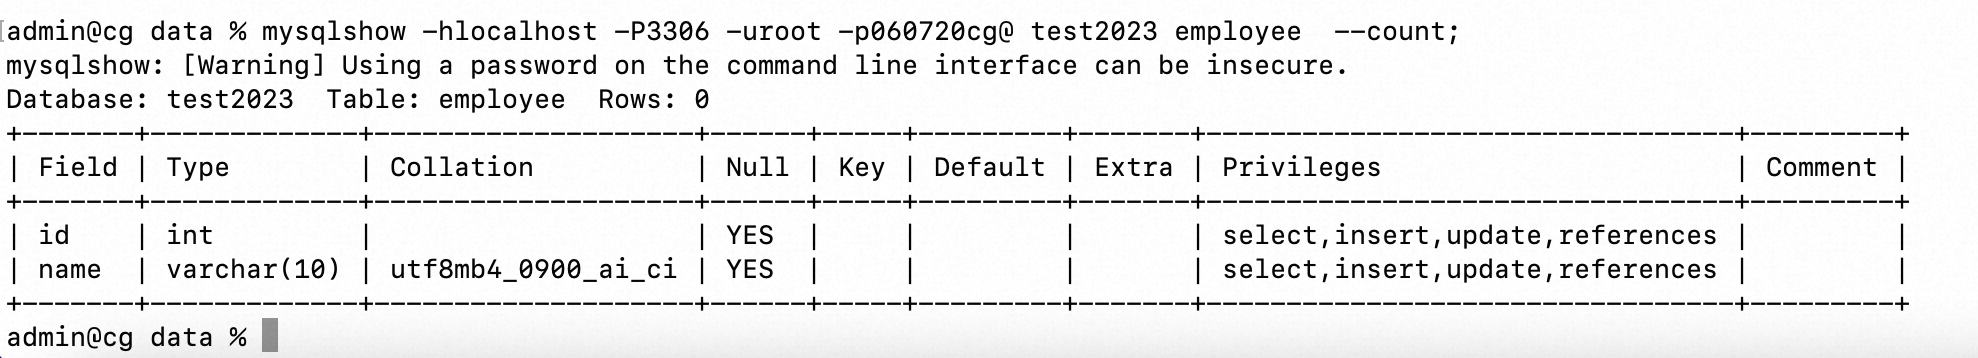 admin@cg data % mysqlshow -hlocalhost -P3306 -uroot -p060720cg@ test2023 employee  --count;
mysqlshow: [Warning] Using a password on the command line interface can be insecure.
Database: test2023  Table: employee  Rows: 0
+-------+-------------+--------------------+------+-----+---------+-------+---------------------------------+---------+
| Field | Type        | Collation          | Null | Key | Default | Extra | Privileges                      | Comment |
+-------+-------------+--------------------+------+-----+---------+-------+---------------------------------+---------+
| id    | int         |                    | YES  |     |         |       | select,insert,update,references |         |
| name  | varchar(10) | utf8mb4_0900_ai_ci | YES  |     |         |       | select,insert,update,references |         |
+-------+-------------+--------------------+------+-----+---------+-------+---------------------------------+---------+
admin@cg data %